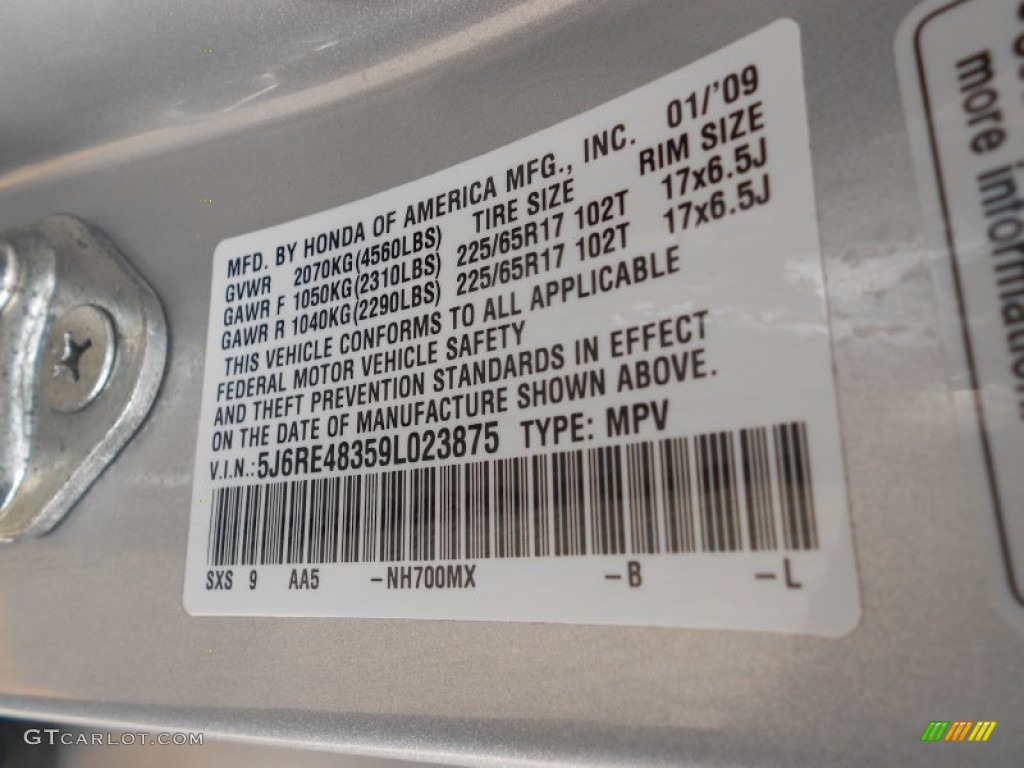 MFD. BY HONDA OF AMERICA MFG., INC. 01/'09
GVWR 2070KG(4560LBS) TIRE SIZE RIM SIZE
GAWR F 1050KG(2310LBS) 225/65R17 102T 17x6.5J
GAWR R 1040KG(2290LBS) 225/65R17 102T 17x6.5J
THIS VEHICLE CONFORMS TO ALL APPLICABLE
FEDERAL MOTOR VEHICLE SAFETY
AND THEFT PREVENTION STANDARDS IN EFFECT
ON THE DATE OF MANUFACTURE SHOWN ABOVE.
V.I.N.:5J6RE48359L023875 TYPE: MPV
SXS 9 AA5 -NH700MX -B -L
more information.
GTCARLOT.COM